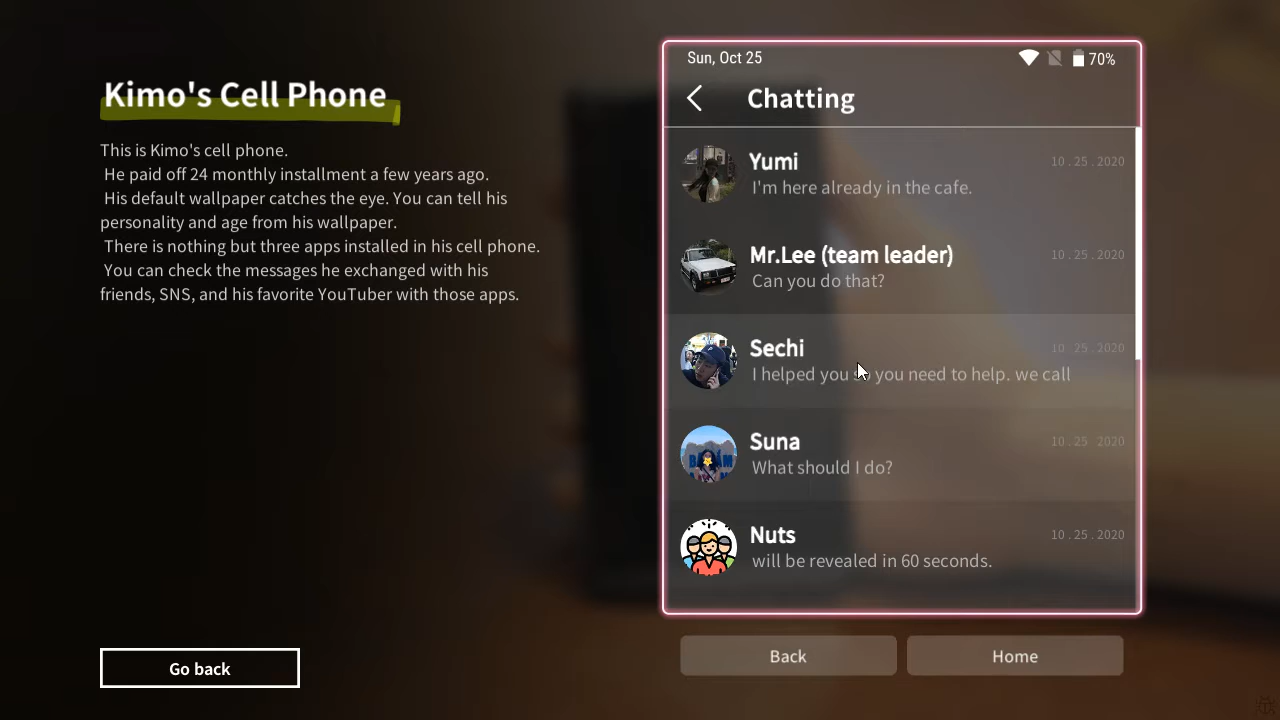 Kimo's Cell Phone
This is Kimo's cell phone.
He paid off 24 monthly installment a few years ago.
His default wallpaper catches the eye. You can tell his
personality and age from his wallpaper.
There is nothing but three apps installed in his cell phone.
You can check the messages he exchanged with his
friends, SNS, and his favorite YouTuber with those apps.
Go back
Sun, Oct 25
70%
Chatting
Yumi
10.25.2020
I'm here already in the cafe.
Mr.Lee (team leader)
10.25.2020
Can you do that?
Sechi
10.25.2020
I helped you so you need to help. we call
Suna
10.25.2020
What should I do?
Nuts
10.25.2020
will be revealed in 60 seconds.
Back
Home